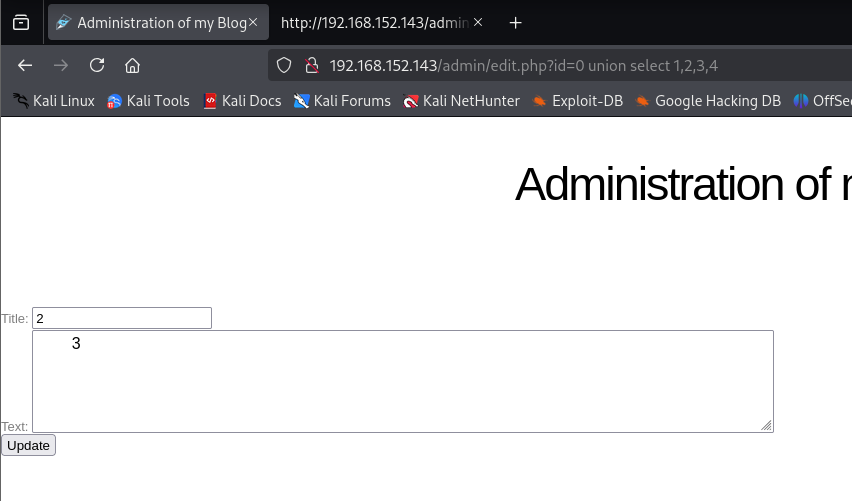 Administration of my Blog
http://192.168.152.143/admin
192.168.152.143/admin/edit.php?id=0 union select 1,2,3,4
Kali Linux Kali Tools Kali Docs Kali Forums Kali NetHunter Exploit-DB Google Hacking DB OffSec
Administration of m
Title: 2
3
Text:
Update